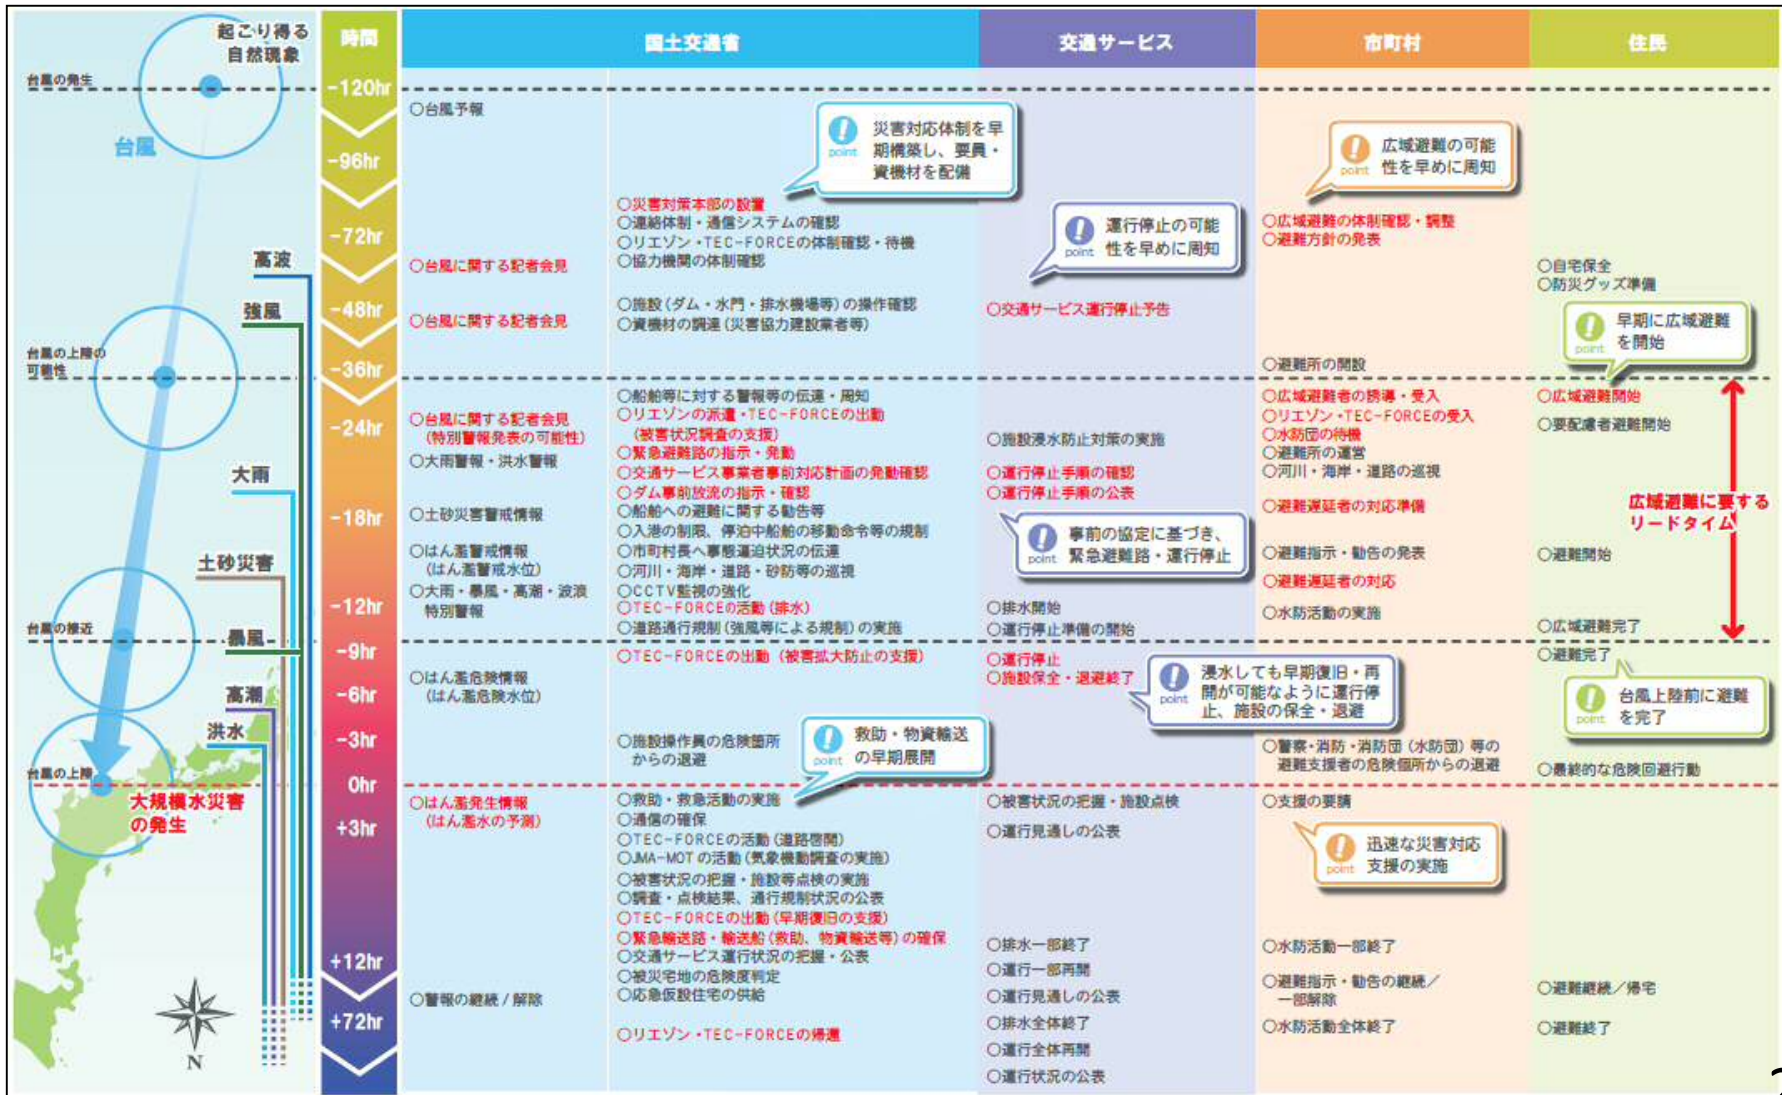 起こり得る
自然現象
時間
国土交通省
交通サービス
市町村
住民
台風の発生
台風
高波
強風
台風の上陸の
可能性
大雨
土砂災害
台風の接近
暴風
高潮
洪水
台風の上陸
大規模水災害
の発生
N
-120hr
-96hr
-72hr
-48hr
-36hr
-24hr
-18hr
-12hr
-9hr
-6hr
-3hr
0hr
+3hr
+12hr
+72hr
○台風予報
○台風に関する記者会見
○台風に関する記者会見
○台風に関する記者会見
(特別警報発表の可能性)
○大雨警報・洪水警報
○土砂災害警戒情報
○はん濫警戒情報
(はん濫警戒水位)
○大雨・暴風・高潮・波浪
特別警報
○はん濫危険情報
(はん濫危険水位)
○はん濫発生情報
(はん濫水の予測)
○警報の継続/解除
! point 災害対応体制を早
期構築し、要員・
資機材を配備
○災害対策本部の設置
○連絡体制・通信システムの確認
○リエゾン・TEC-FORCEの体制確認・待機
○協力機関の体制確認
○施設(ダム・水門・排水機場等)の操作確認
○資機材の調達(災害協力建設業者等)
○船舶等に対する警報等の伝達・周知
○リエゾンの派遣・TEC-FORCEの出動
(被害状況調査の支援)
○緊急避難路の指示・発動
○交通サービス事業者事前対応計画の発動確認
○ダム事前放流の指示・確認
○船舶への避難に関する勧告等
○入港の制限、停泊中船舶の移動命令等の規制
○市町村長へ事態逼迫状況の伝達
○河川・海岸・道路・砂防等の巡視
○CCTV監視の強化
○TEC-FORCEの活動(排水)
○道路通行規制(強風等による規制)の実施
○TEC-FORCEの出動(被害拡大防止の支援)
○施設操作員の危険箇所
からの退避
! point 救助・物資輸送
の早期展開
○救助・救急活動の実施
○通信の確保
○TEC-FORCEの活動(道路啓開)
○JMA-MOTの活動(気象機動調査の実施)
○被害状況の把握・施設等点検の実施
○調査・点検結果、通行規制状況の公表
○TEC-FORCEの出動(早期復旧の支援)
○緊急輸送路・輸送船(救助、物資輸送等)の確保
○交通サービス運行状況の把握・公表
○被災宅地の危険度判定
○応急仮設住宅の供給
○リエゾン・TEC-FORCEの帰還
! point 運行停止の可能
性を早めに周知
○交通サービス運行停止予告
○施設浸水防止対策の実施
○運行停止手順の確認
○運行停止手順の公表
! point 事前の協定に基づき、
緊急避難路・運行停止
○排水開始
○運行停止準備の開始
○運行停止
○施設保全・退避終了
! point 浸水しても早期復旧・再
開が可能なように運行停
止、施設の保全・退避
○被害状況の把握・施設点検
○運行見通しの公表
○排水一部終了
○運行一部再開
○運行見通しの公表
○排水全体終了
○運行全体再開
○運行状況の公表
! point 広域避難の可能
性を早めに周知
○広域避難の体制確認・調整
○避難方針の発表
○避難所の開設
○広域避難者の誘導・受入
○リエゾン・TEC-FORCEの受入
○水防団の待機
○避難所の運営
○河川・海岸・道路の巡視
○避難遅延者の対応準備
○避難指示・勧告の発表
○避難遅延者の対応
○水防活動の実施
○警察・消防・消防団(水防団)等の
避難支援者の危険個所からの退避
○支援の要請
! point 迅速な災害対応
支援の実施
○水防活動一部終了
○避難指示・勧告の継続/
一部解除
○水防活動全体終了
○自宅保全
○防災グッズ準備
! point 早期に広域避難
を開始
○広域避難開始
○要配慮者避難開始
広域避難に要する
リードタイム
○避難開始
○広域避難完了
○避難完了
! point 台風上陸前に避難
を完了
○最終的な危険回避行動
○避難継続/帰宅
○避難終了